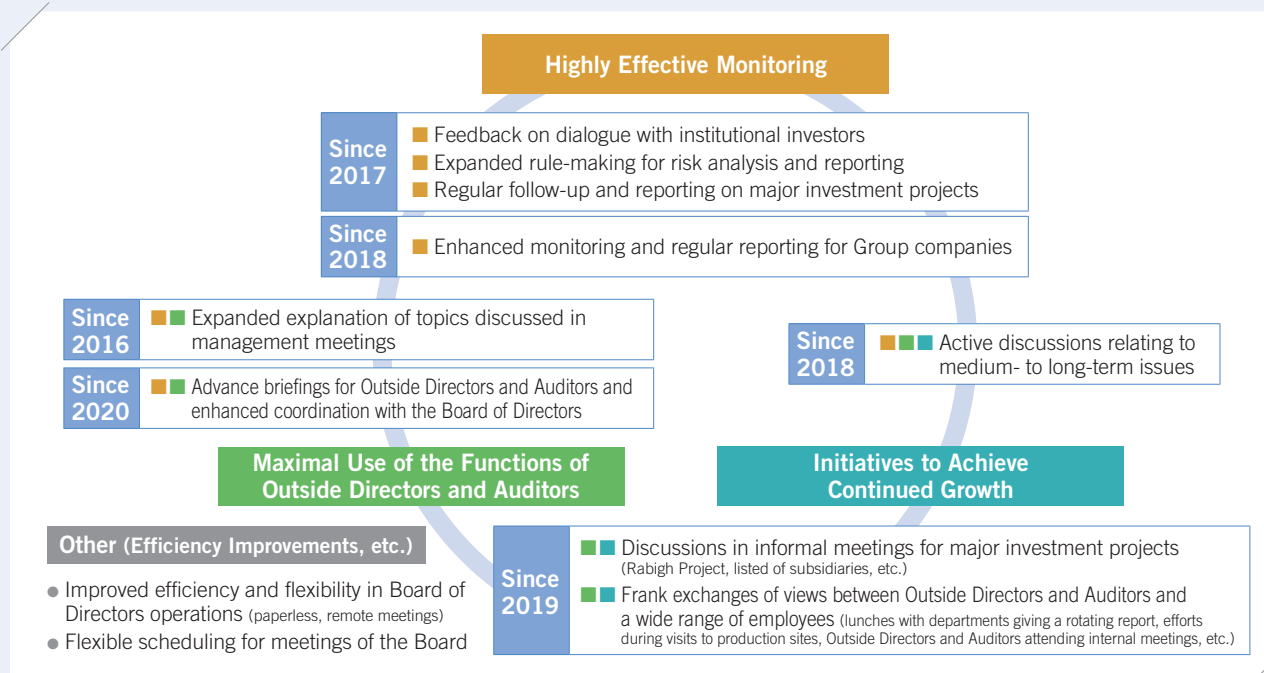 Highly Effective Monitoring
Since
2017
Feedback on dialogue with institutional investors
Expanded rule-making for risk analysis and reporting
Regular follow-up and reporting on major investment projects
Since
2018
Enhanced monitoring and regular reporting for Group companies
Since
2016
Expanded explanation of topics discussed in
management meetings
Since
2020
Advance briefings for Outside Directors and Auditors and
enhanced coordination with the Board of Directors
Since
2018
Active discussions relating to
medium- to long-term issues
Maximal Use of the Functions of
Outside Directors and Auditors
Initiatives to Achieve
Continued Growth
Other (Efficiency Improvements, etc.)
● Improved efficiency and flexibility in Board of
Directors operations (paperless, remote meetings)
● Flexible scheduling for meetings of the Board
Since
2019
Discussions in informal meetings for major investment projects
(Rabigh Project, listed of subsidiaries, etc.)
Frank exchanges of views between Outside Directors and Auditors and
a wide range of employees (lunches with departments giving a rotating report, efforts
during visits to production sites, Outside Directors and Auditors attending internal meetings, etc.)